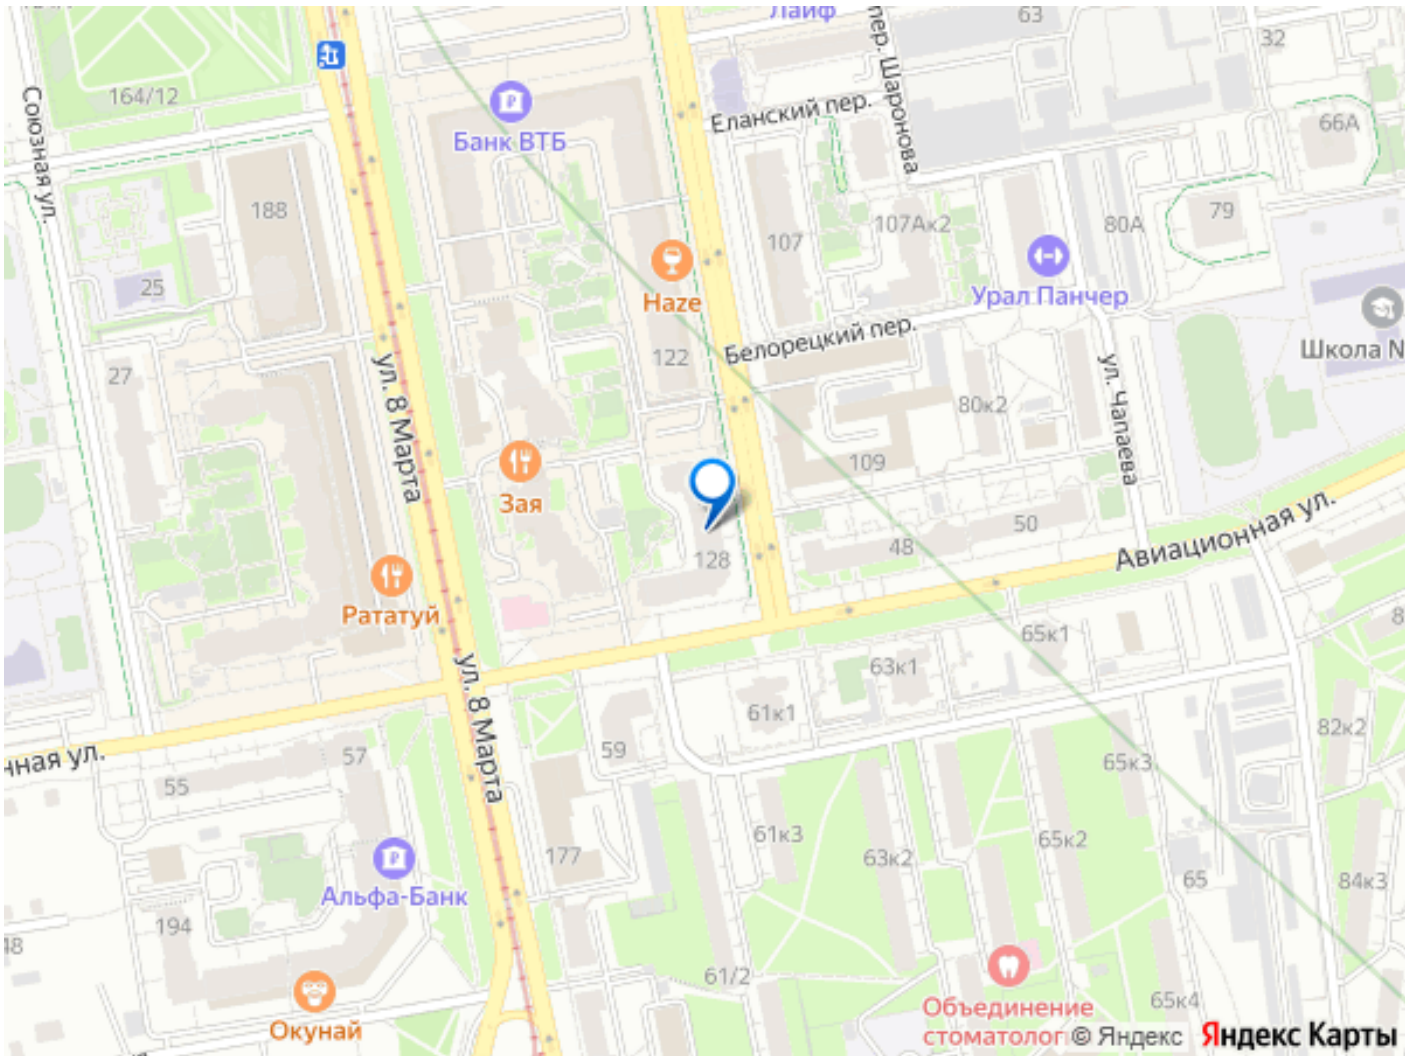 Лайф
63
32
164/12
пер. Шаронова
Еланский пер.
66А
Банк ВТБ
Союзная ул.
188
79
107
107Ак2
80А
25
Haze
Урал Панчер
Белорецкий пер.
122
Школа N
27
ул. 8 Марта
ул. Чапаева
80к2
109
Зая
50
128
48
Авиационная ул.
Рататуй
65к1
63к1
ул. 8 Марта
61к1
82к2
нная ул.
57
59
65к3
55
61к3
65к2
177
63к2
65
84к3
Альфа-Банк
194
61/2
65к4
Объединение
стоматолог
Окунай
© Яндекс
Яндекс Карты